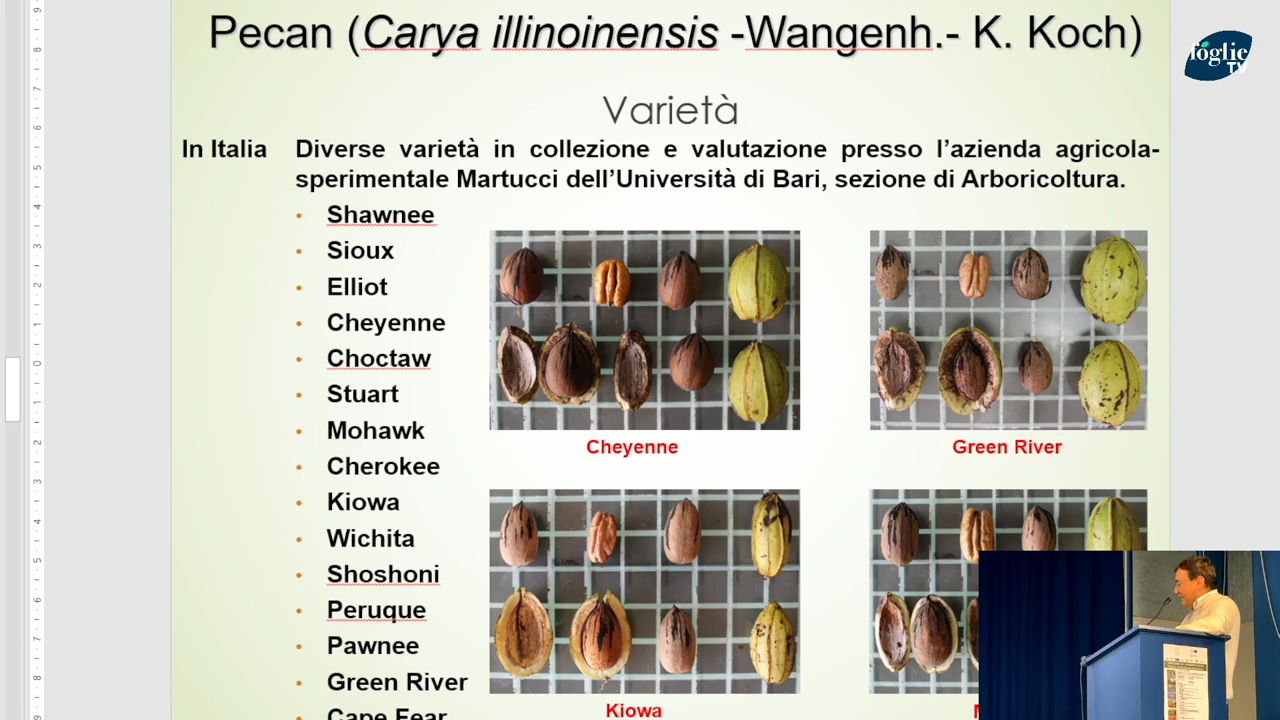 Pecan (Carya illinoinensis -Wangenh.- K. Koch)
foglie
TV
Varietà
In Italia
Diverse varietà in collezione e valutazione presso l'azienda agricola-
sperimentale Martucci dell'Università di Bari, sezione di Arboricoltura.
Shawnee
Sioux
Elliot
Cheyenne
Choctaw
Stuart
Mohawk
Cherokee
Kiowa
Wichita
Shoshoni
Peruque
Pawnee
Green River
Cape Fear
Cheyenne
Green River
Kiowa